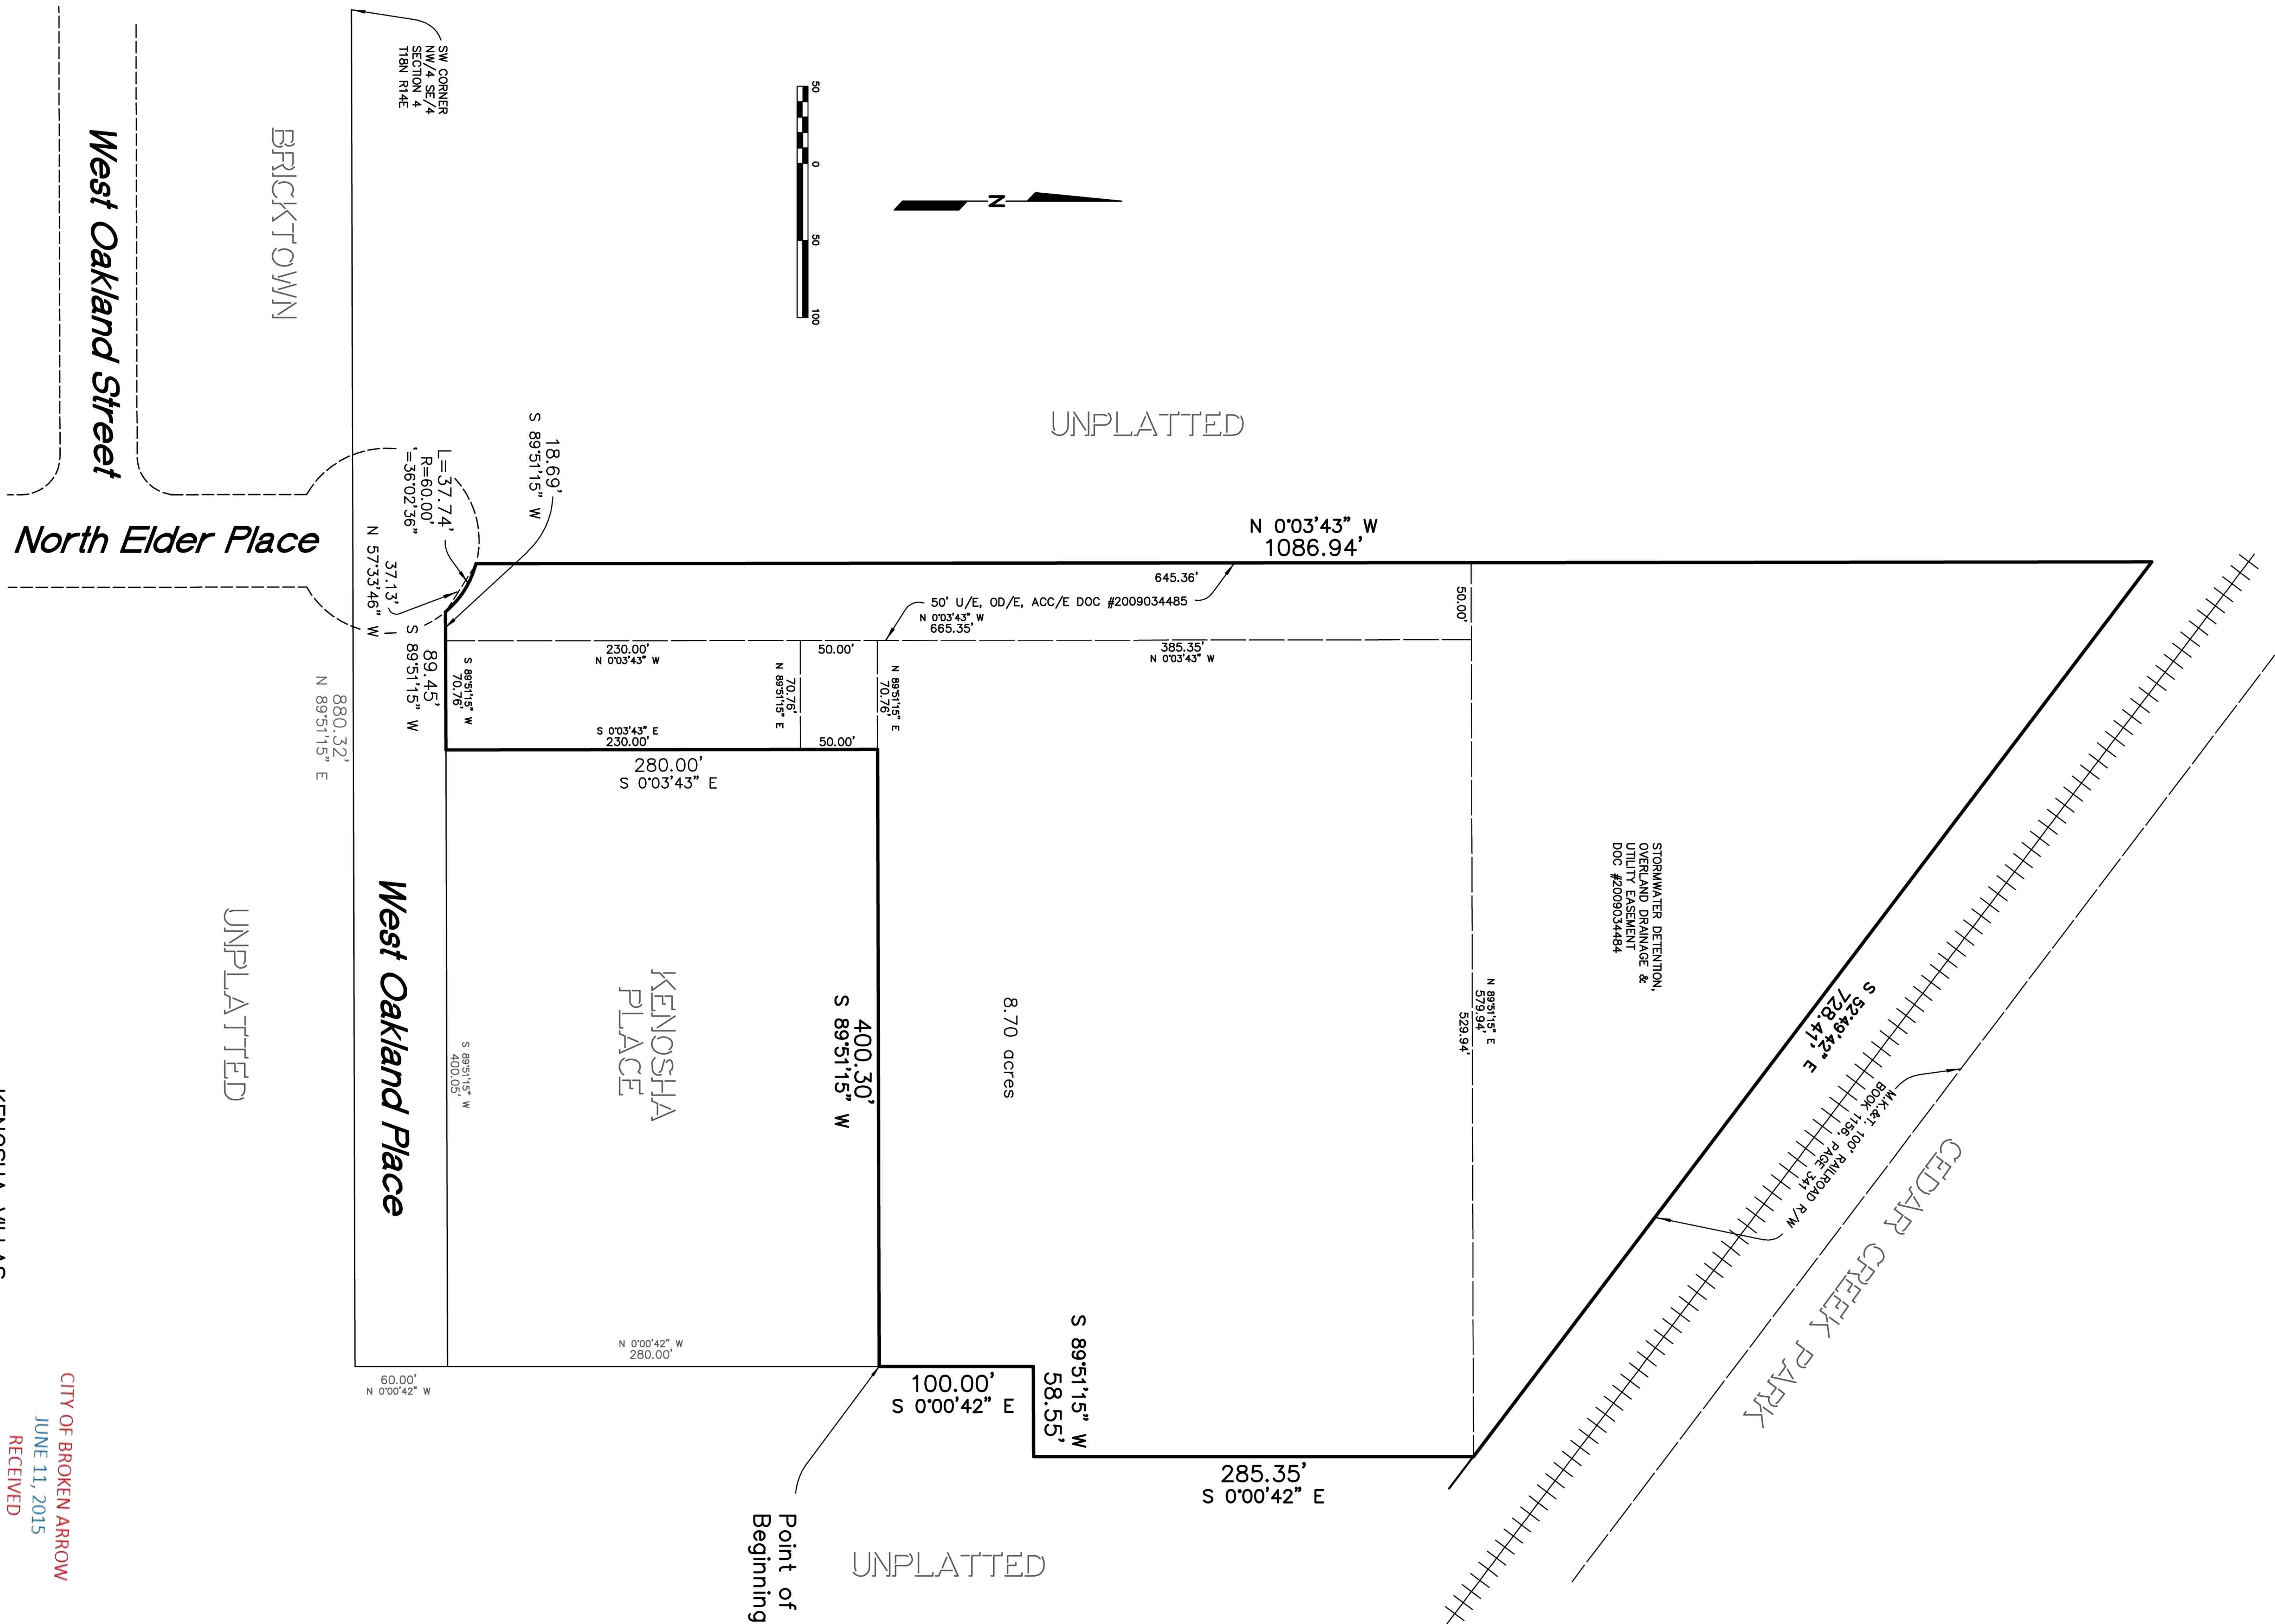 SW CORNER
NW/4 SE/4
SECTION 4
T18N R14E
BRICKTOWN
West Oakland Street
North Elder Place
50
0
50
100
N
UNPLATTED
18.69'
S 89°51'15" W
L=37.74'
R=60.00'
'=36°02'36"
37.13'
N 57°33'46" W
89.45'
S 89°51'15" W
880.32'
N 89°51'15" E
S 89°51'15" W
70.76'
N 0°03'43" W
1086.94'
645.36'
50' U/E, OD/E, ACC/E DOC #2009034485
N 0°03'43" W
665.35'
50.00'
230.00'
N 0°03'43" W
50.00'
385.35'
N 0°03'43" W
70.76'
N 89°51'15" E
N 89°51'15" E
70.76'
S 0°03'43" E
230.00'
50.00'
280.00'
S 0°03'43" E
STORMWATER DETENTION,
OVERLAND DRAINAGE &
UTILITY EASEMENT
DOC #2009034484
S 52°49'42" E
728.41'
M.K.&T. 100' RAILROAD R/W
BOOK 1156, PAGE 341
CEDAR CREEK PARK
N 89°51'15" E
579.94'
529.94'
8.70 acres
400.30'
S 89°51'15" W
KENOSHA
PLACE
S 89°51'15" W
400.05'
West Oakland Place
UNPLATTED
N 0°00'42" W
280.00'
60.00'
N 0°00'42" W
100.00'
S 0°00'42" E
S 89°51'15" W
58.55'
285.35'
S 0°00'42" E
Point of
Beginning
UNPLATTED
KENOSHA VILLAS
CITY OF BROKEN ARROW
JUNE 11, 2015
RECEIVED